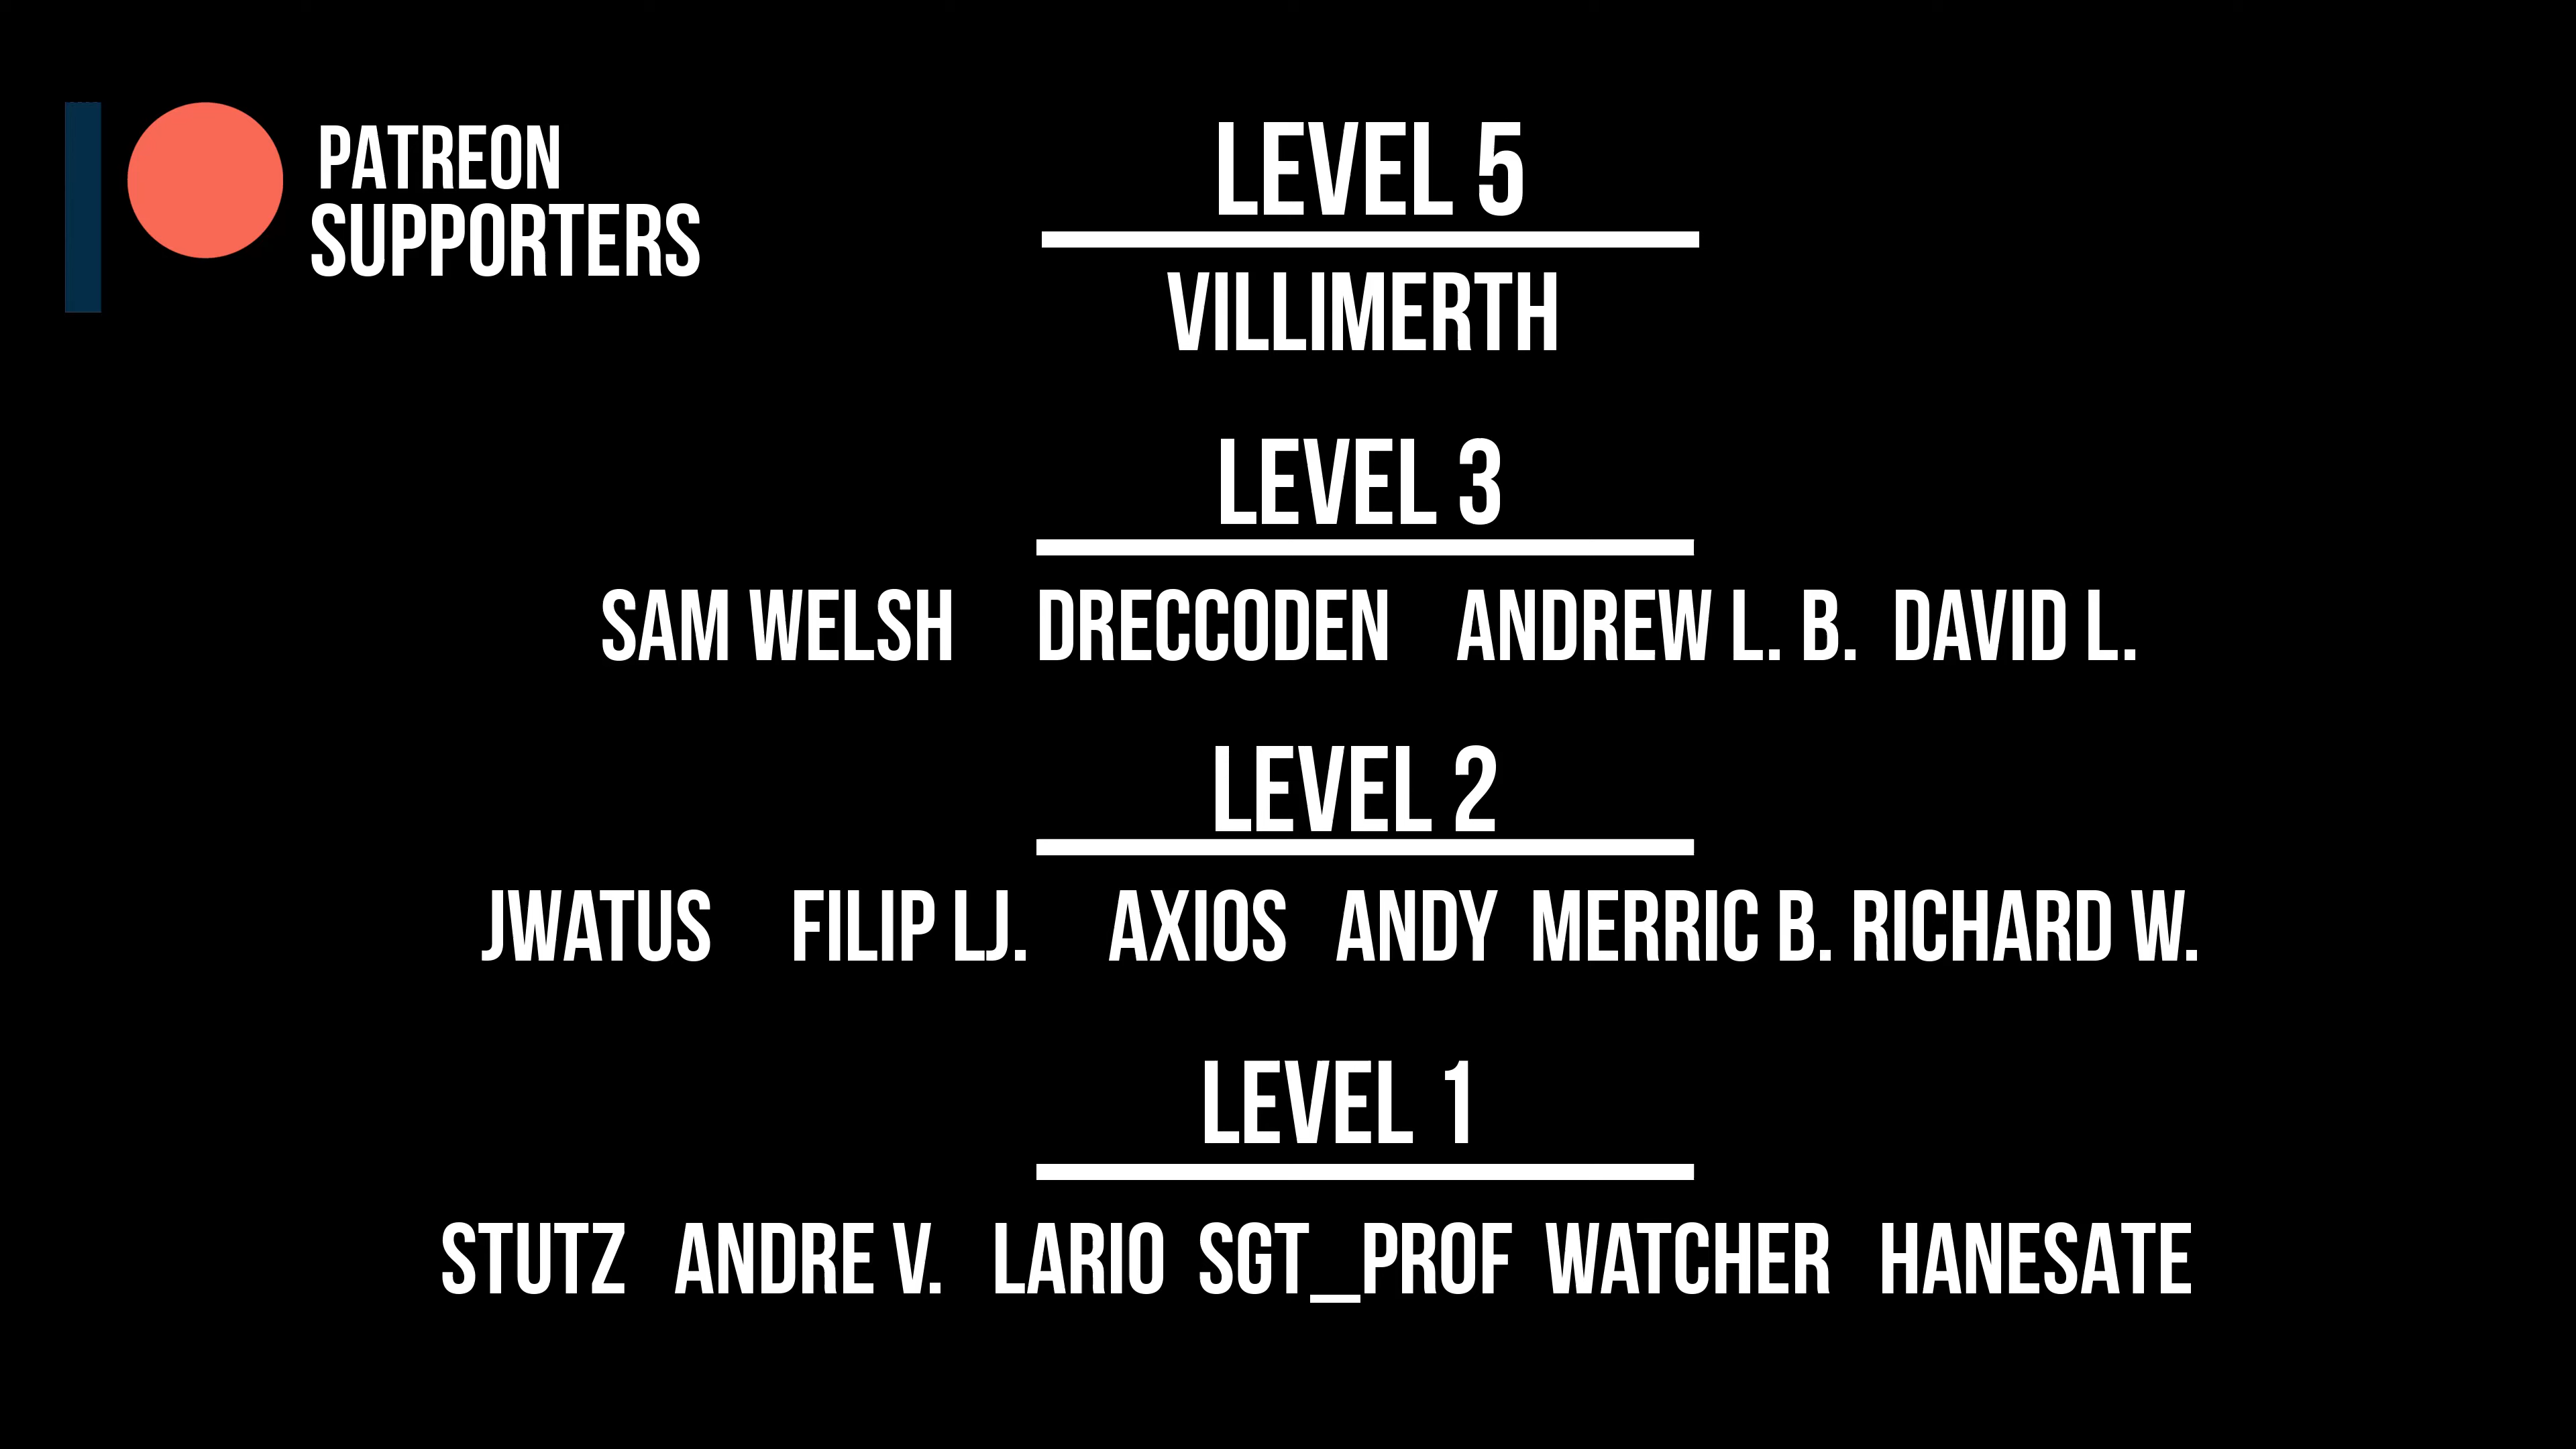 PATREON
SUPPORTERS
LEVEL 5
VILLIMERTH
LEVEL 3
SAM WELSH DRECCODEN ANDREW L. B. DAVID L.
LEVEL 2
JWATUS FILIP LJ. AXIOS ANDY MERRIC B. RICHARD W.
LEVEL 1
STUTZ ANDRE V. LARIO SGT_PROF WATCHER HANESATE